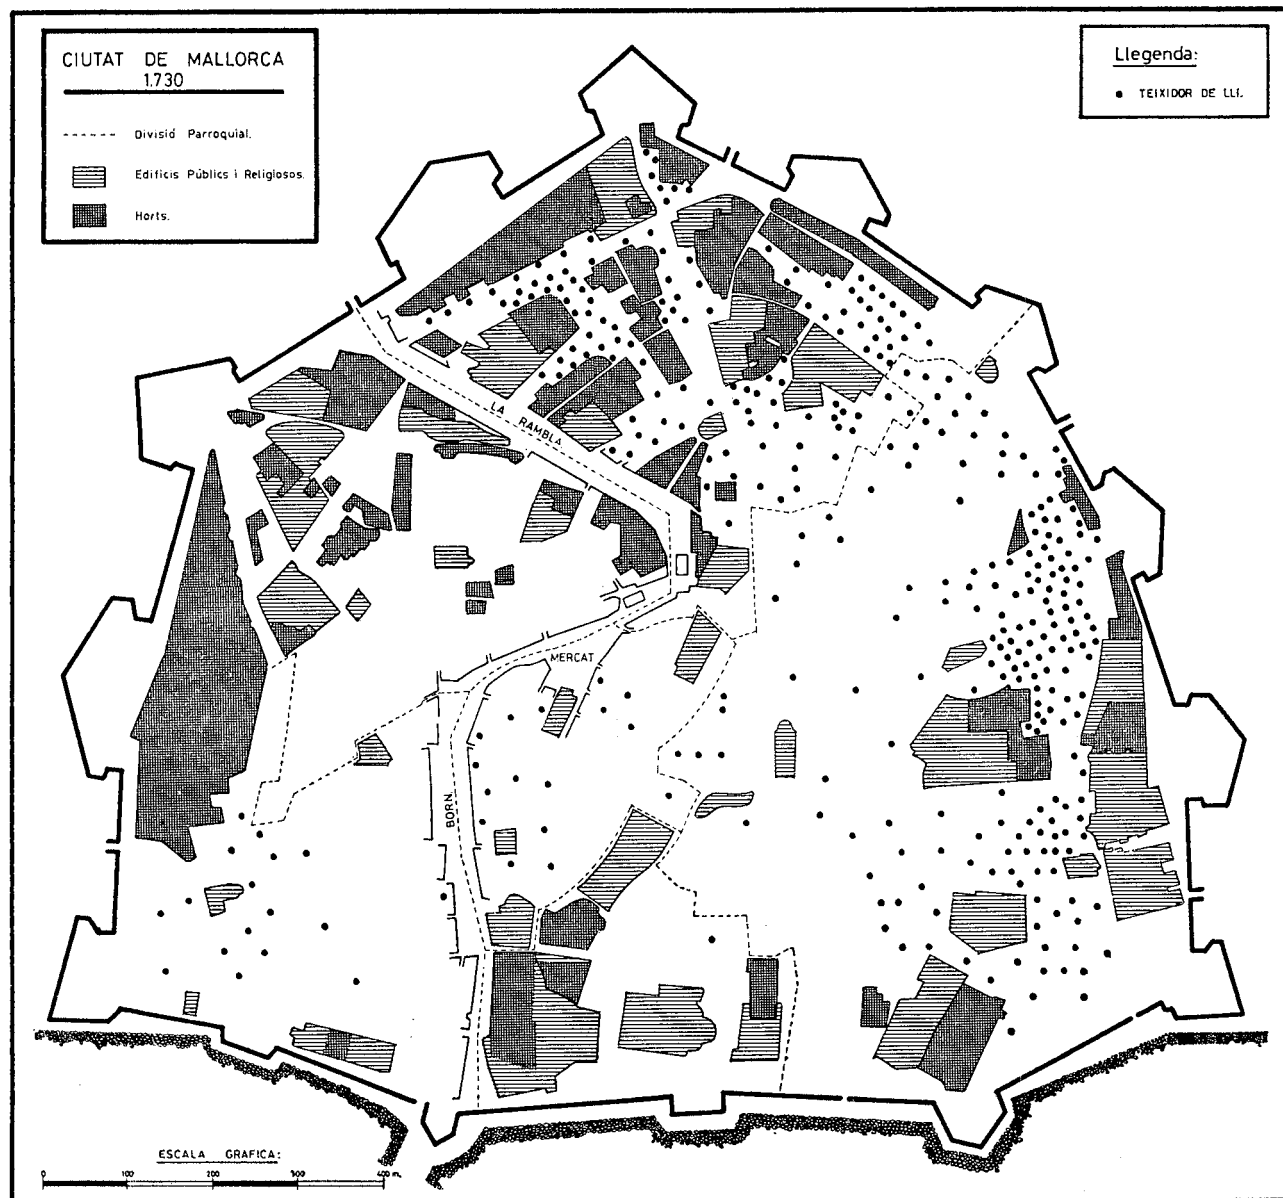 CIUTAT DE MALLORCA
1.730
Divisió Parroquial.
Edificis Públics i Religiosos.
Horts.
Llegenda:
TEIXIDOR DE LLÍ.
LA RAMBLA
MERCAT
BORN.
ESCALA GRAFICA:
0 100 200 300 400 m.